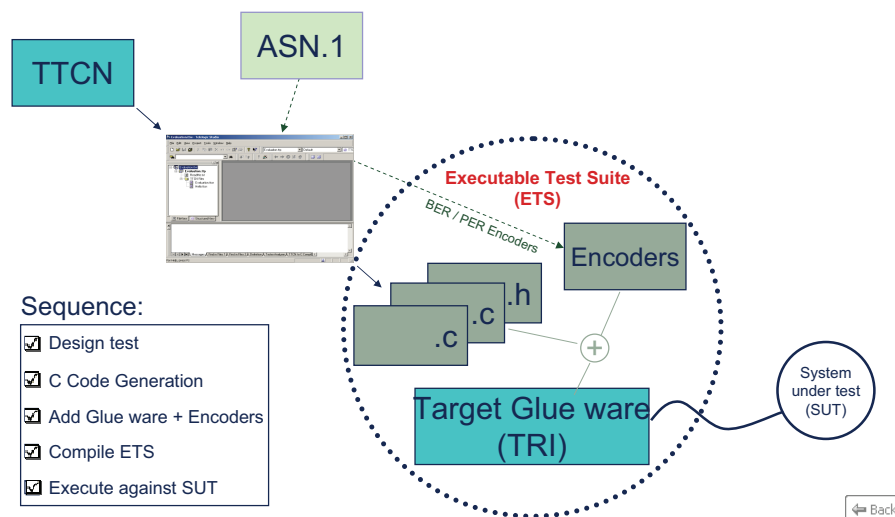 TTCN
ASN.1
Executable Test Suite
(ETS)
BER / PER Encoders
Encoders
.h
.c
.c
Target Glue ware
(TRI)
System
under test
(SUT)
Sequence:
Design test
C Code Generation
Add Glue ware + Encoders
Compile ETS
Execute against SUT
Back